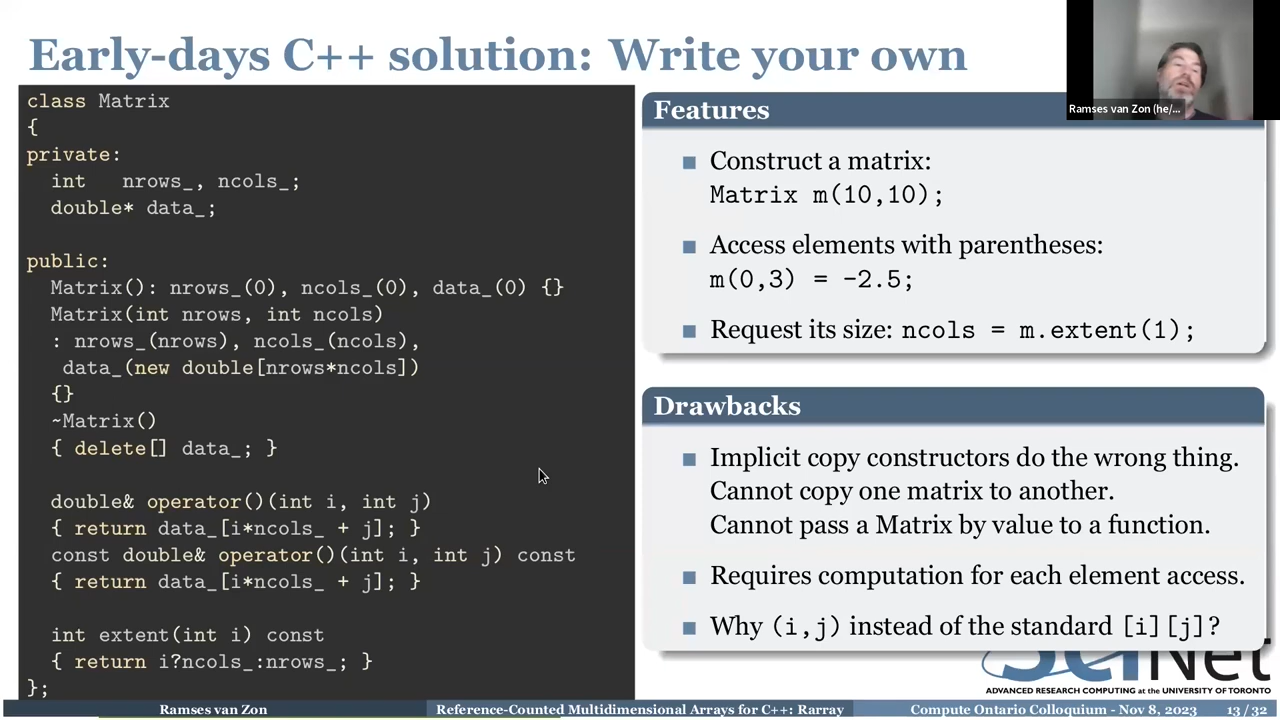 Early-days C++ solution: Write your own
class Matrix
{
private:
int nrows_, ncols_;
double* data_;
public:
Matrix(): nrows_(0), ncols_(0), data_(0) {}
Matrix(int nrows, int ncols)
: nrows_(nrows), ncols_(ncols),
data_(new double[nrows*ncols])
{}
~Matrix()
{ delete[] data_; }
double& operator()(int i, int j)
{ return data_[i*ncols_ + j]; }
const double& operator()(int i, int j) const
{ return data_[i*ncols_ + j]; }
int extent(int i) const
{ return i?ncols_:nrows_; }
};
Features
■ Construct a matrix:
Matrix m(10,10);
■ Access elements with parentheses:
m(0,3) = -2.5;
■ Request its size: ncols = m.extent(1);
Drawbacks
■ Implicit copy constructors do the wrong thing.
Cannot copy one matrix to another.
Cannot pass a Matrix by value to a function.
■ Requires computation for each element access.
■ Why (i,j) instead of the standard [i][j]?
Ramses van Zon (he/...
SciNet
ADVANCED RESEARCH COMPUTING at the UNIVERSITY OF TORONTO
Ramses van Zon
Reference-Counted Multidimensional Arrays for C++: Rarray
Compute Ontario Colloquium - Nov 8, 2023
13 / 32